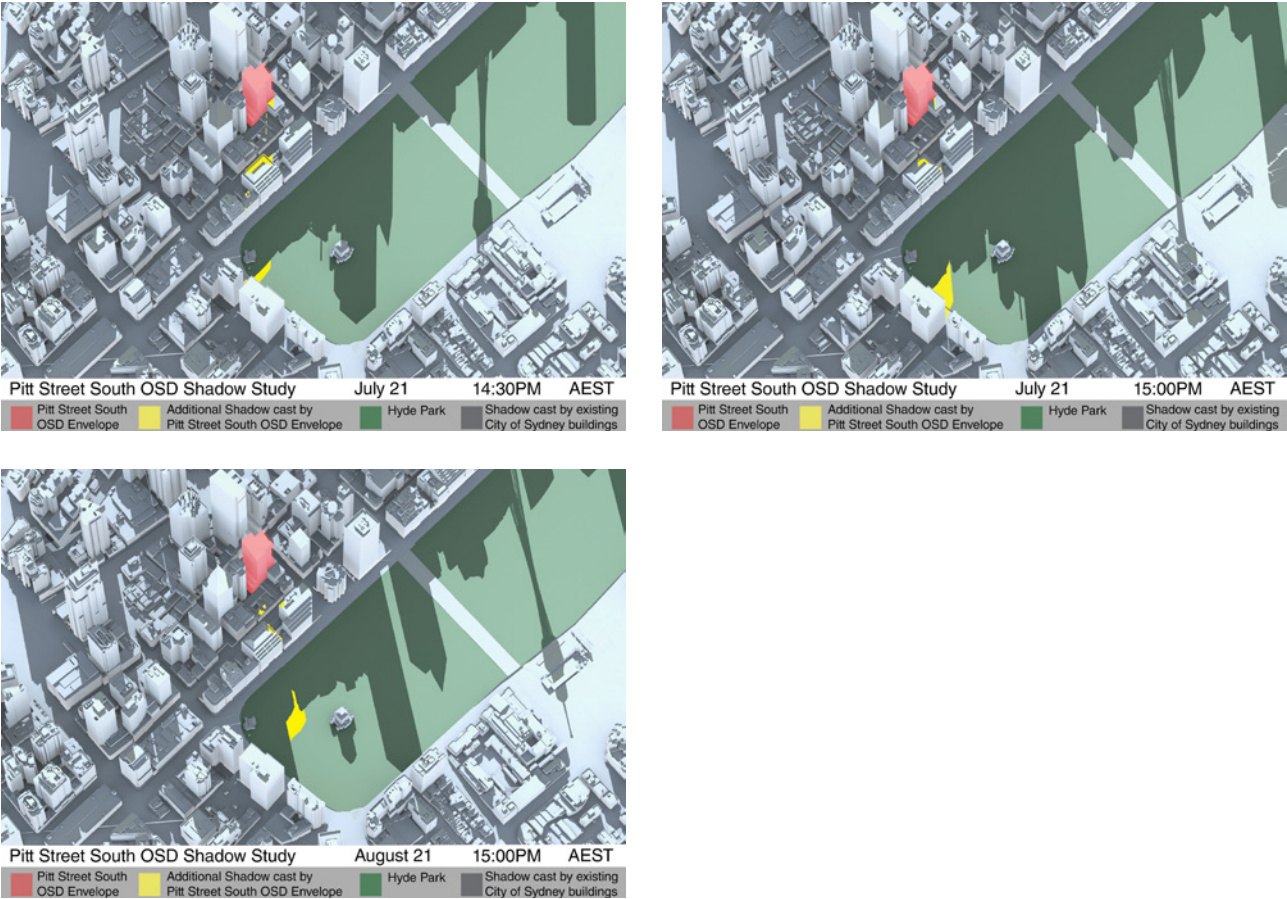 Pitt Street South OSD Shadow Study July 21 14:30PM AEST
Pitt Street South
OSD Envelope
Additional Shadow cast by
Pitt Street South OSD Envelope
Hyde Park
Shadow cast by existing
City of Sydney buildings
Pitt Street South OSD Shadow Study July 21 15:00PM AEST
Pitt Street South
OSD Envelope
Additional Shadow cast by
Pitt Street South OSD Envelope
Hyde Park
Shadow cast by existing
City of Sydney buildings
Pitt Street South OSD Shadow Study August 21 15:00PM AEST
Pitt Street South
OSD Envelope
Additional Shadow cast by
Pitt Street South OSD Envelope
Hyde Park
Shadow cast by existing
City of Sydney buildings